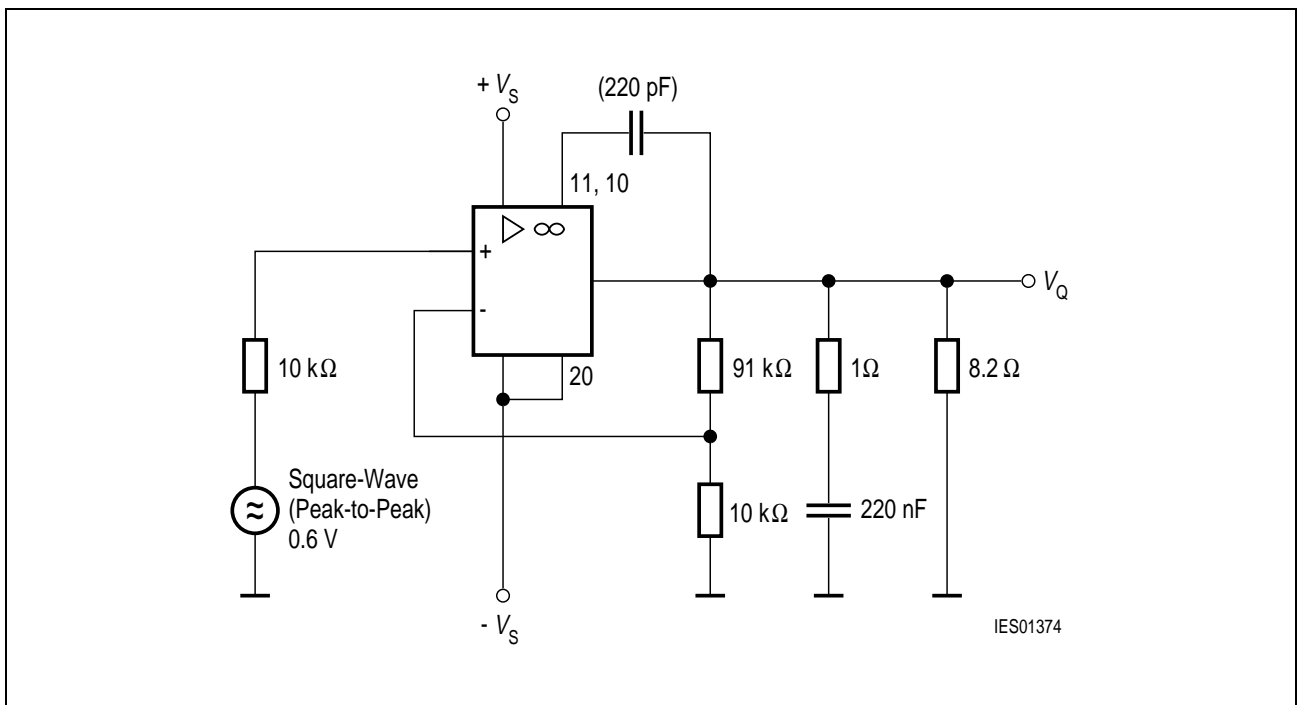 + V_S
(220 pF)
11, 10
+
-
20
10 kΩ
91 kΩ
1Ω
8.2 Ω
V_Q
Square-Wave
(Peak-to-Peak)
0.6 V
10 kΩ
220 nF
- V_S
IES01374